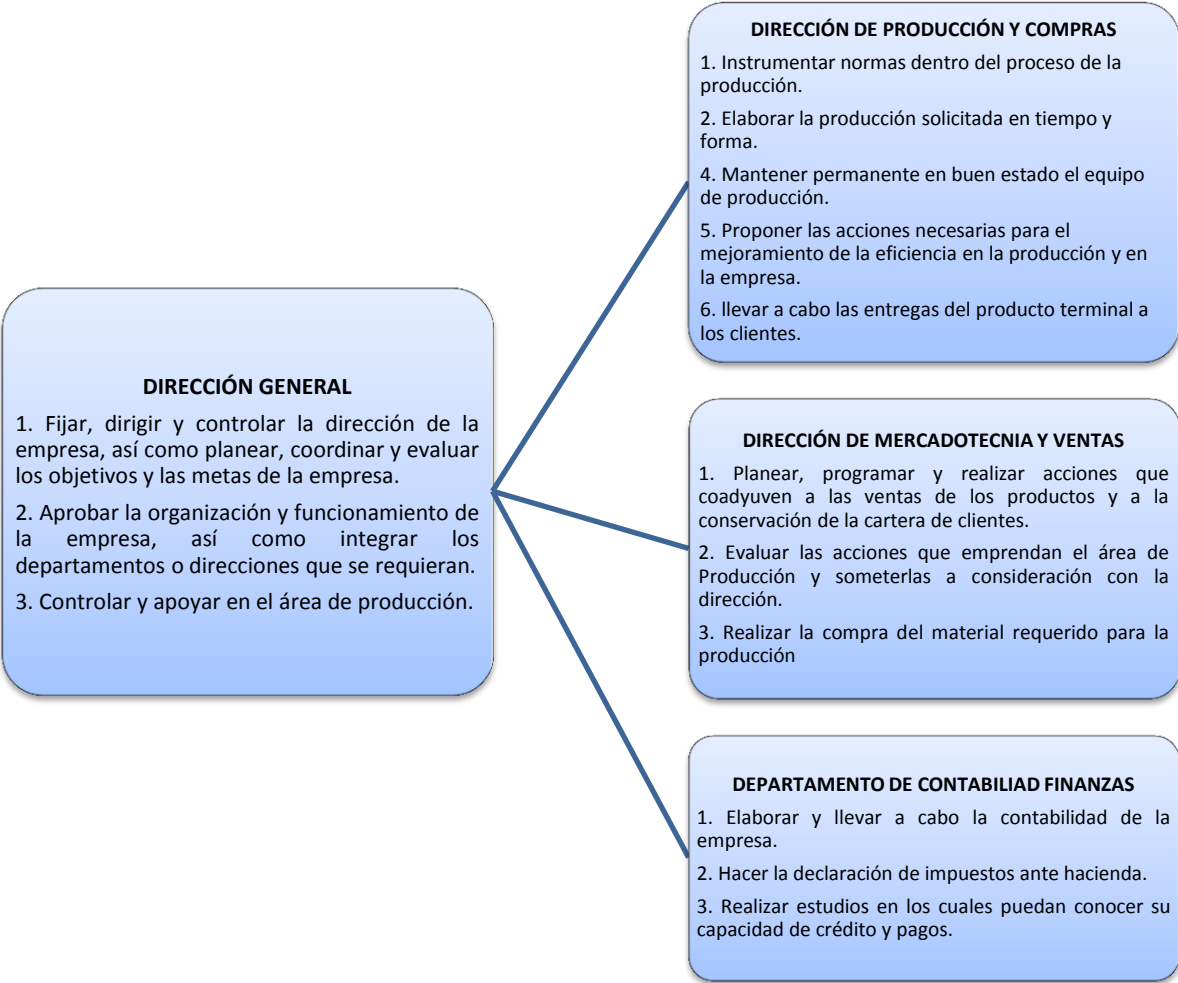 DIRECCIÓN DE PRODUCCIÓN Y COMPRAS
1. Instrumentar normas dentro del proceso de la
producción.
2. Elaborar la producción solicitada en tiempo y
forma.
4. Mantener permanente en buen estado el equipo
de producción.
5. Proponer las acciones necesarias para el
mejoramiento de la eficiencia en la producción y en
la empresa.
6. llevar a cabo las entregas del producto terminal a
los clientes.
DIRECCIÓN GENERAL
1. Fijar, dirigir y controlar la dirección de la
empresa, así como planear, coordinar y evaluar
los objetivos y las metas de la empresa.
2. Aprobar la organización y funcionamiento de
la empresa, así como integrar los
departamentos o direcciones que se requieran.
3. Controlar y apoyar en el área de producción.
DIRECCIÓN DE MERCADOTECNIA Y VENTAS
1. Planear, programar y realizar acciones que
coadyuven a las ventas de los productos y a la
conservación de la cartera de clientes.
2. Evaluar las acciones que emprendan el área de
Producción y someterlas a consideración con la
dirección.
3. Realizar la compra del material requerido para la
producción
DEPARTAMENTO DE CONTABILIAD FINANZAS
1. Elaborar y llevar a cabo la contabilidad de la
empresa.
2. Hacer la declaración de impuestos ante hacienda.
3. Realizar estudios en los cuales puedan conocer su
capacidad de crédito y pagos.